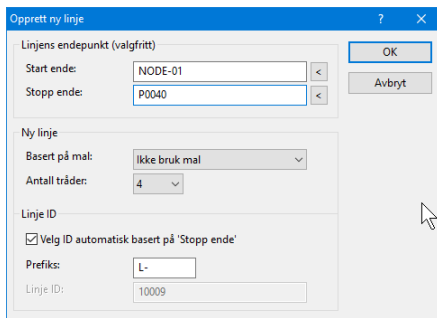 Opprett ny linje
Linjens endepunkt (valgfritt)
Start ende: NODE-01 <
Stopp ende: P0040 <
OK
Avbryt
Ny linje
Basert på mal: Ikke bruk mal
Antall tråder: 4
Linje ID
Velg ID automatisk basert på 'Stopp ende'
Prefiks: L-
Linje ID: 10009